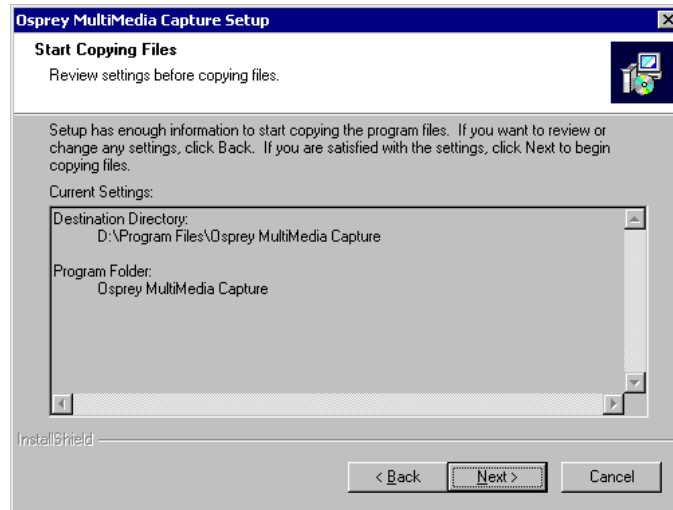 Osprey MultiMedia Capture Setup
Start Copying Files
Review settings before copying files.
Setup has enough information to start copying the program files.  If you want to review or
change any settings, click Back.  If you are satisfied with the settings, click Next to begin
copying files.
Current Settings:
Destination Directory:
D:\Program Files\Osprey MultiMedia Capture
Program Folder:
Osprey MultiMedia Capture
InstallShield
< Back
Next >
Cancel